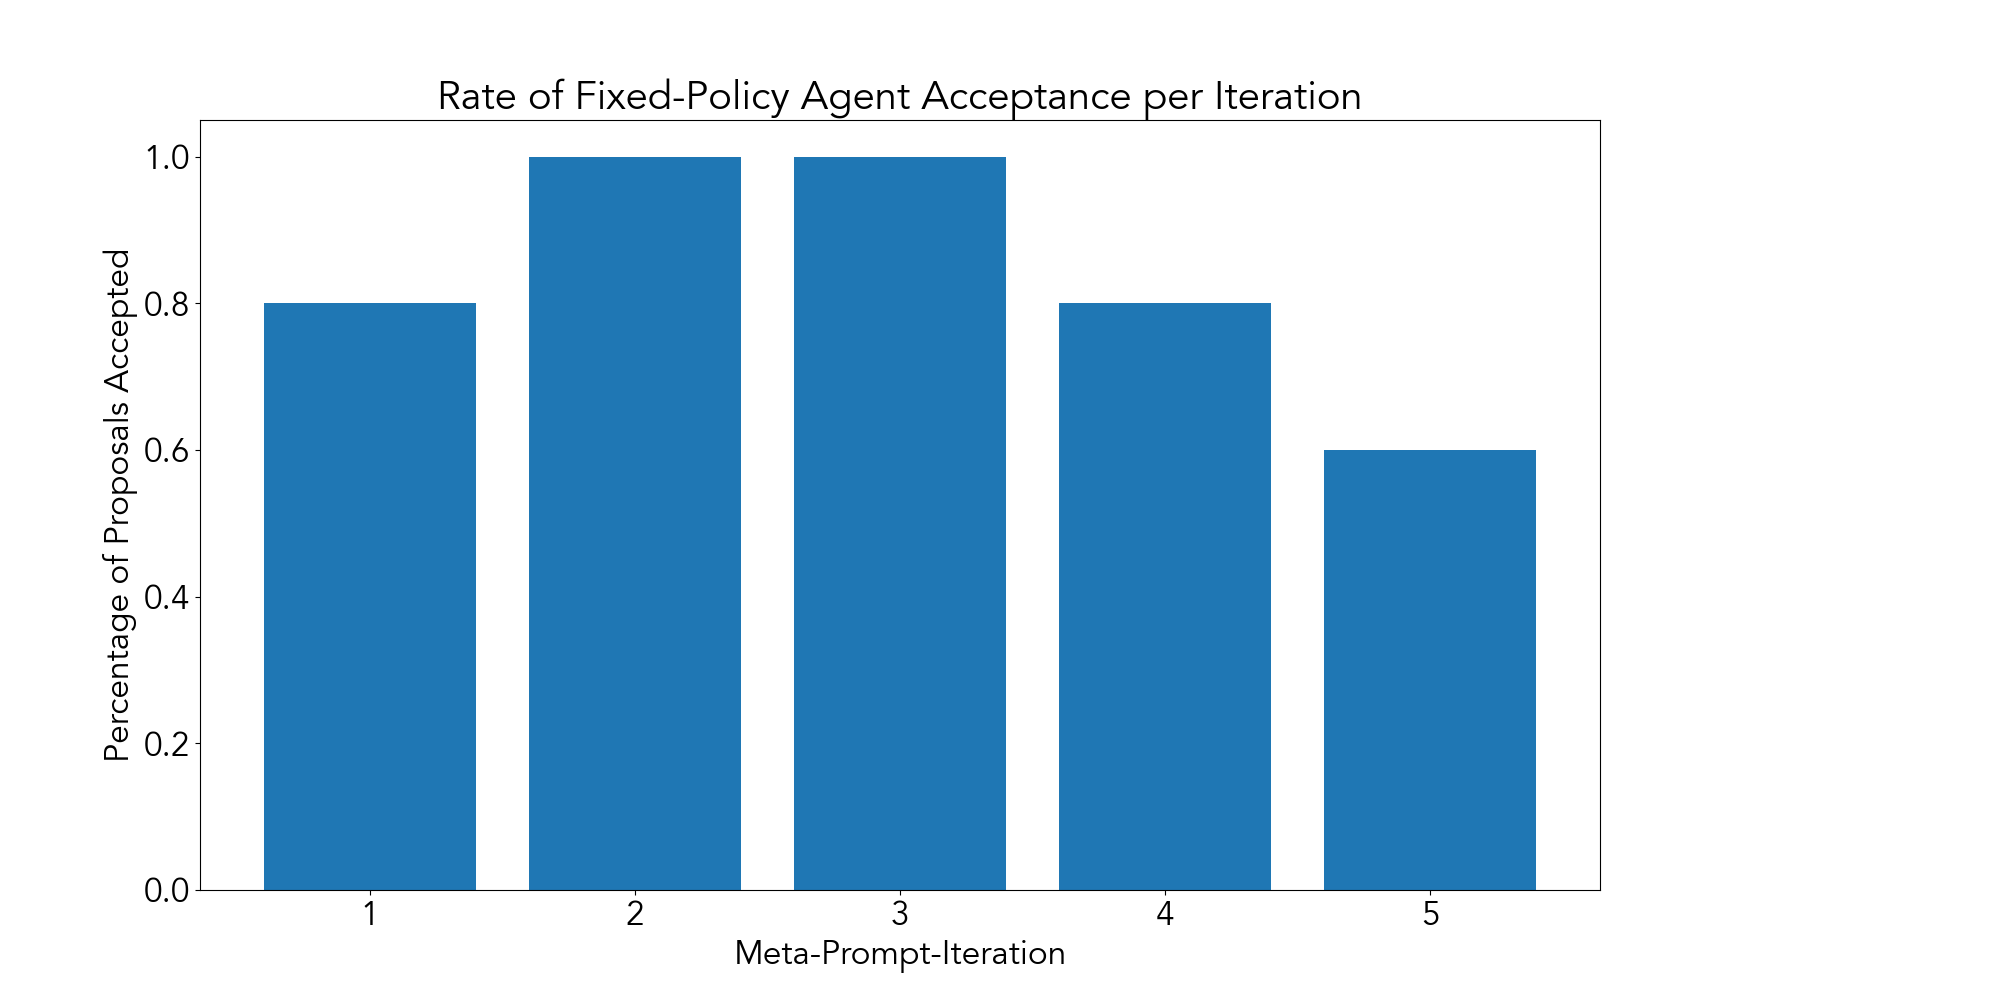 Rate of Fixed-Policy Agent Acceptance per Iteration
Percentage of Proposals Accepted
1.0
0.8
0.6
0.4
0.2
0.0
1 2 3 4 5
Meta-Prompt-Iteration